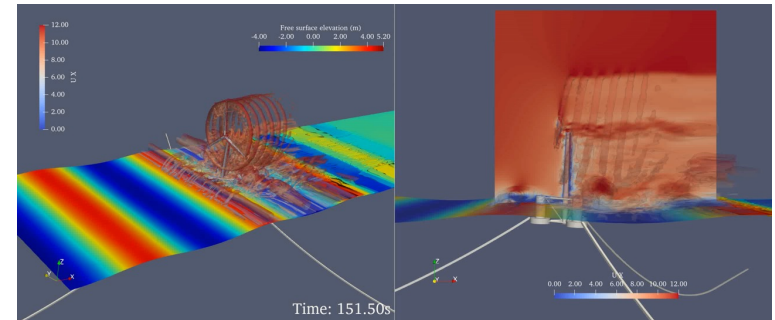 12.00
10.00
8.00
6.00
4.00
2.00
0.00
U X
Free surface elevation (m)
-4.00 -2.00 0.00 2.00 4.00 5.20
Z
Y X
Time: 151.50s
Z
Y X
U X
0.00 2.00 4.00 6.00 8.00 10.00 12.00